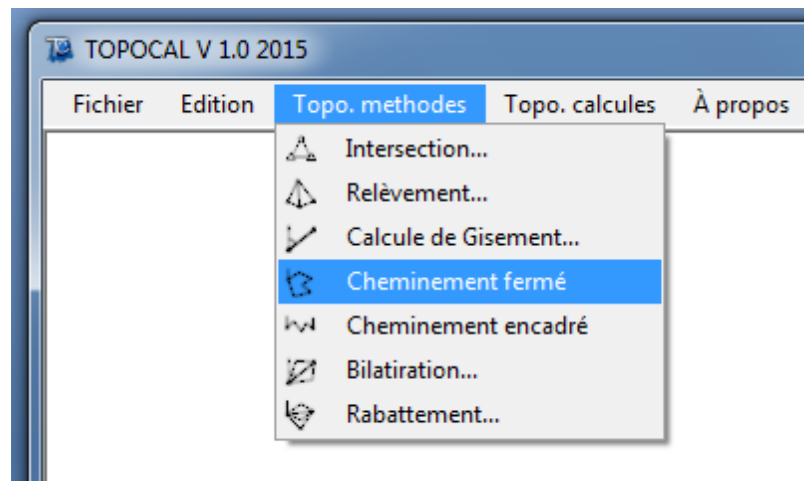 TOPOCAL V 1.0 2015
Fichier Edition Topo. methodes Topo. calcules À propos
Intersection...
Relèvement...
Calcule de Gisement...
Cheminement fermé
Cheminement encadré
Bilatiration...
Rabattement...